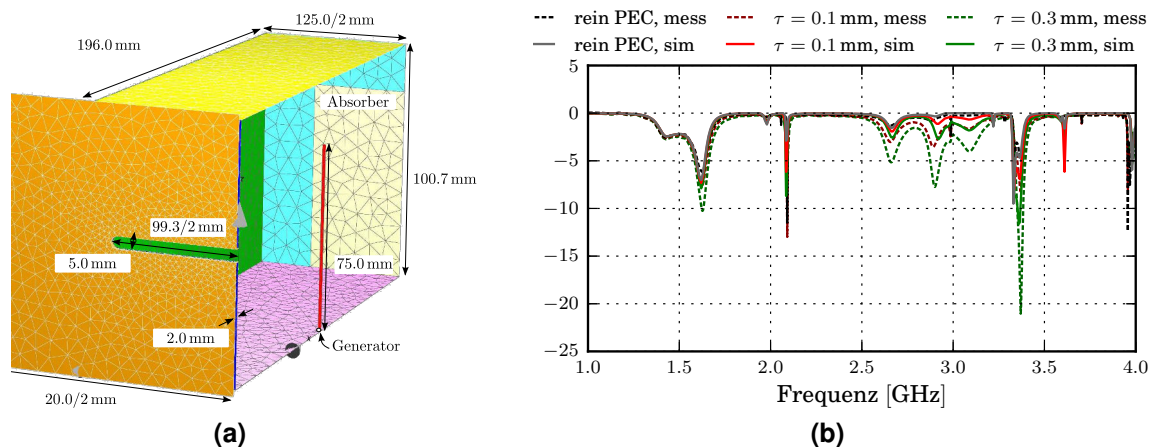 125.0/2 mm
196.0 mm
Absorber
100.7 mm
99.3/2 mm
5.0 mm
75.0 mm
2.0 mm
Generator
20.0/2 mm
(a)
rein PEC, mess
τ = 0.1 mm, mess
τ = 0.3 mm, mess
rein PEC, sim
τ = 0.1 mm, sim
τ = 0.3 mm, sim
5
0
−5
−10
−15
−20
−25
1.0 1.5 2.0 2.5 3.0 3.5 4.0
Frequenz [GHz]
(b)